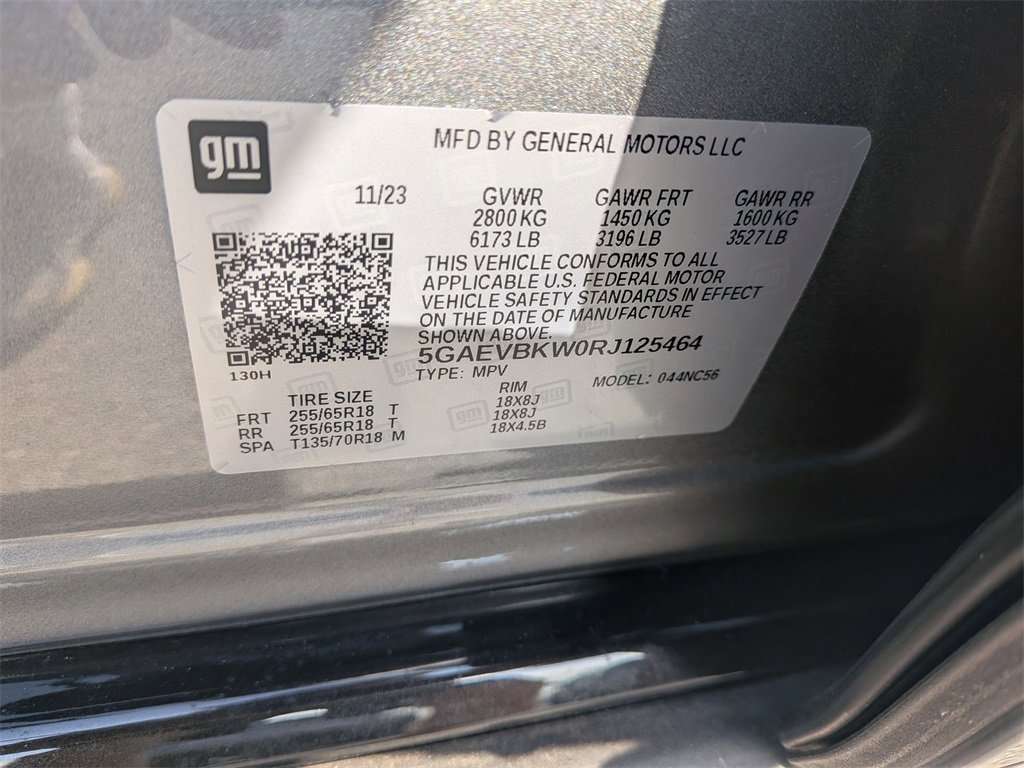 gm
MFD BY GENERAL MOTORS LLC
11/23 GVWR GAWR FRT GAWR RR
2800 KG 1450 KG 1600 KG
6173 LB 3196 LB 3527 LB
THIS VEHICLE CONFORMS TO ALL
APPLICABLE U.S. FEDERAL MOTOR
VEHICLE SAFETY STANDARDS IN EFFECT
ON THE DATE OF MANUFACTURE
SHOWN ABOVE.
5GAEVBKW0RJ125464
130H
TYPE: MPV MODEL: 044NC56
TIRE SIZE RIM
FRT 255/65R18 T 18X8J
RR 255/65R18 T 18X8J
SPA T135/70R18 M 18X4.5B